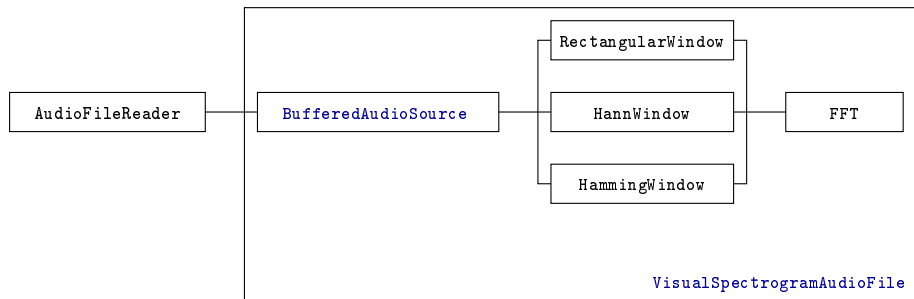 RectangularWindow
AudioFileReader
BufferedAudioSource
HannWindow
FFT
HammingWindow
VisualSpectrogramAudioFile